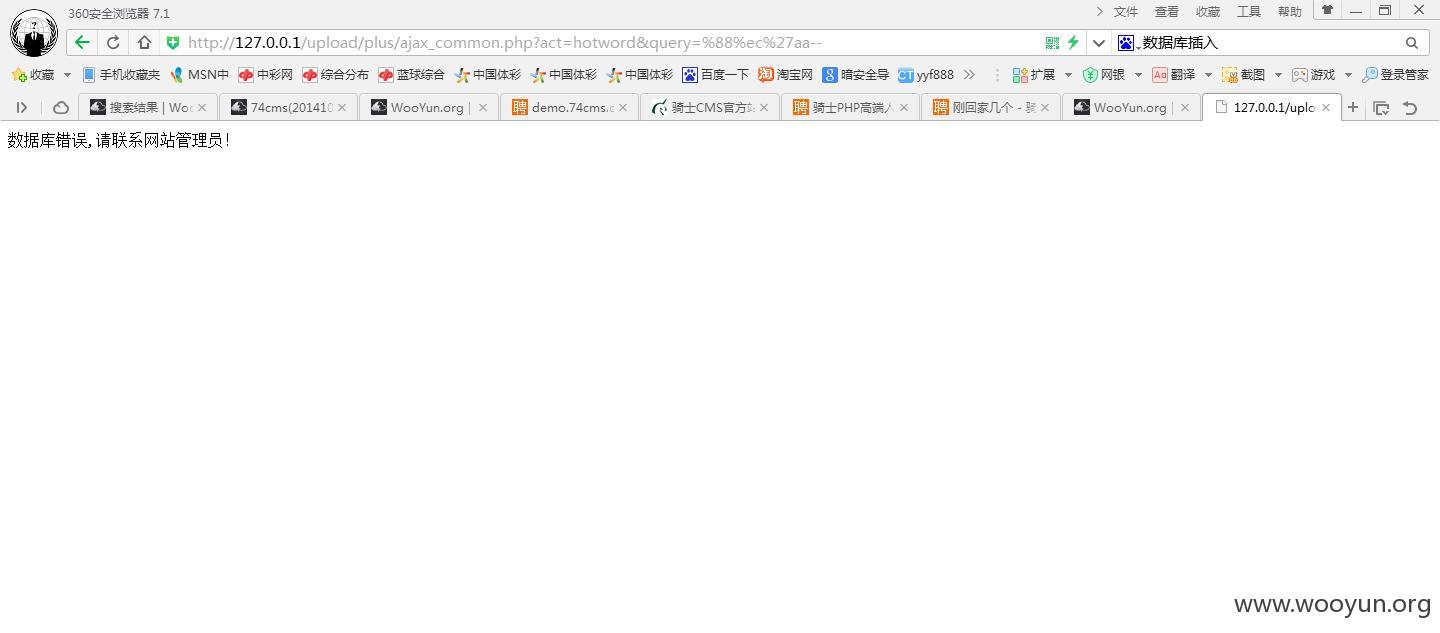 360安全浏览器 7.1
文件 查看 收藏 工具 帮助
http://127.0.0.1/upload/plus/ajax_common.php?act=hotword&query=%88%ec%27aa--
数据库插入
收藏 手机收藏夹 MSN中 中彩网 综合分布 蓝球综合 中国体彩 中国体彩 中国体彩 百度一下 淘宝网 暗安全导 yyf888 扩展 网银 翻译 截图 游戏 登录管家
搜索结果 | Woo 74cms(201410 WooYun.org | demo.74cms.c 骑士CMS官方站 骑士PHP高端人 刚回家几个 - 骑 WooYun.org | 127.0.0.1/uplo
数据库错误,请联系网站管理员!
www.wooyun.org